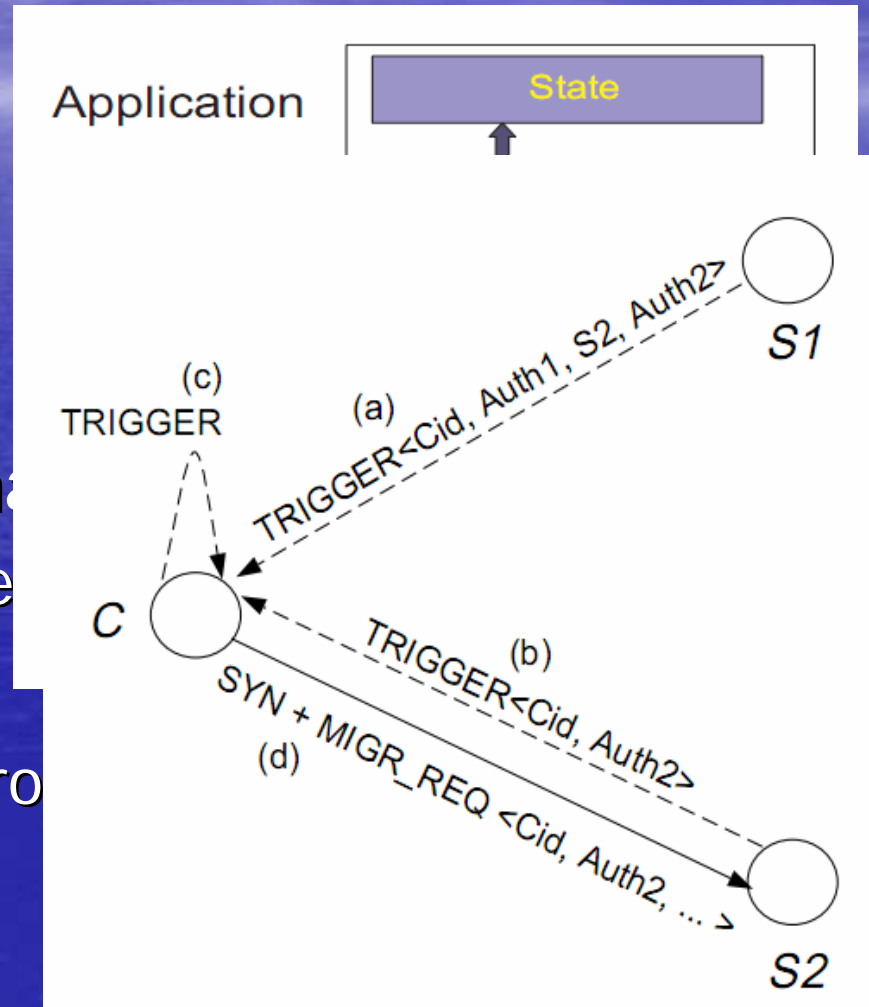 Application
State
TRIGGER<Cid, Auth1, S2, Auth2>
S1
(a)
(c)
TRIGGER
C
TRIGGER<Cid, Auth2>
(b)
SYN + MIGR_REQ <Cid, Auth2, ... >
(d)
S2